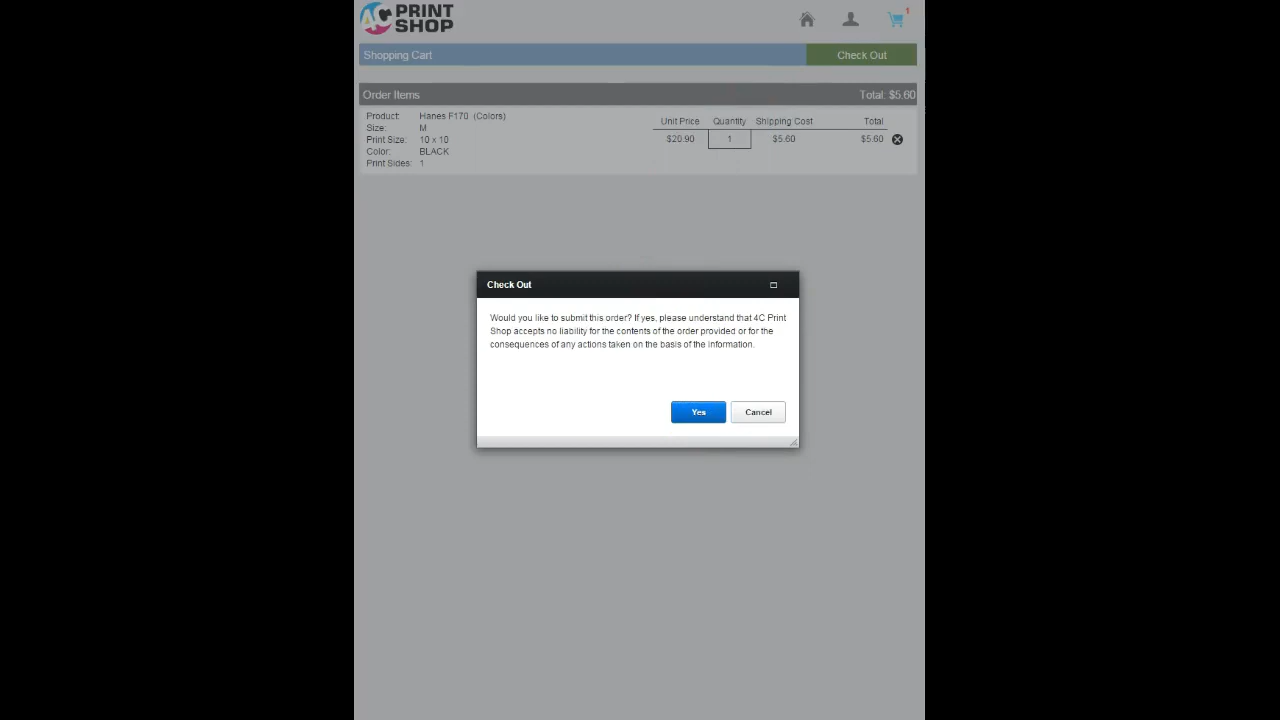 4C PRINT SHOP
1
Shopping Cart
Check Out
Order Items
Total: $5.60
Product: Hanes F170 (Colors)
Size: M
Print Size: 10 x 10
Color: BLACK
Print Sides: 1
Unit Price Quantity Shipping Cost Total
$20.90 1 $5.60 $5.60
Check Out
Would you like to submit this order? If yes, please understand that 4C Print
Shop accepts no liability for the contents of the order provided or for the
consequences of any actions taken on the basis of the information.
Yes
Cancel